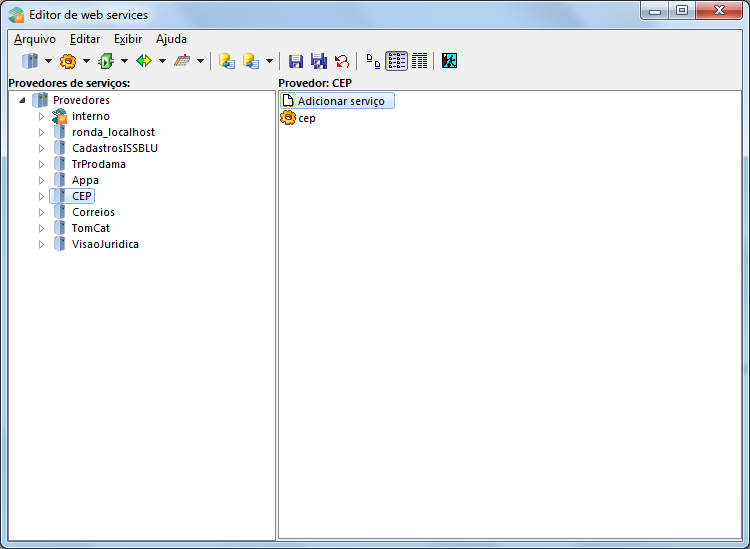 Editor de web services
Arquivo Editar Exibir Ajuda
Provedores de serviços:
Provedores
interno
ronda_localhost
CadastrosISSBLU
TrProdama
Appa
CEP
Correios
TomCat
VisaoJuridica
Provedor: CEP
Adicionar serviço
cep